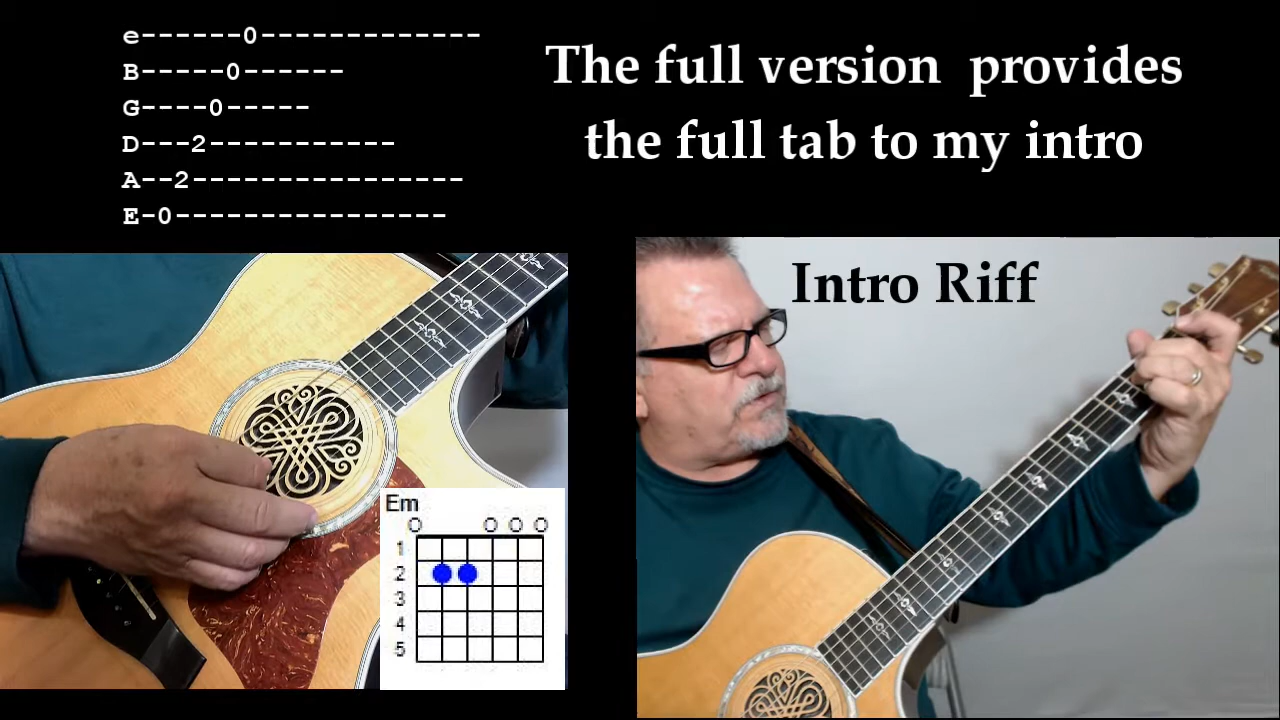 e------0-------------
B-----0------
G----0-----
D---2-----------
A--2----------------
E-0----------------
The full version provides
the full tab to my intro
Intro Riff
Em
1
2
3
4
5